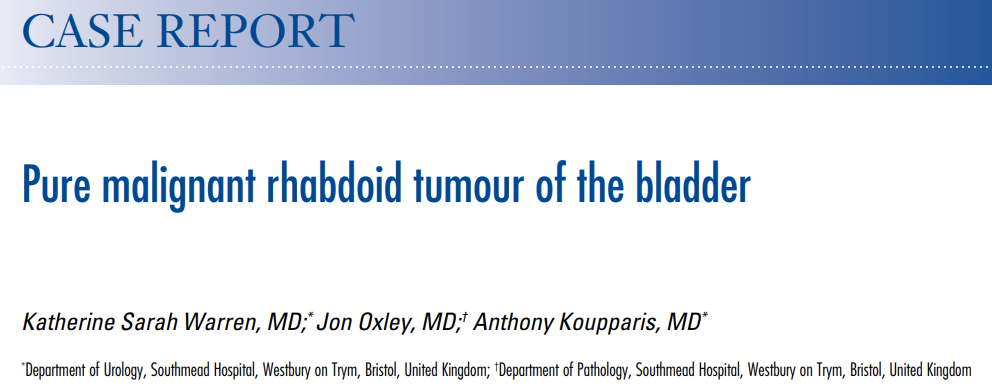 CASE REPORT
Pure malignant rhabdoid tumour of the bladder
Katherine Sarah Warren, MD;* Jon Oxley, MD;† Anthony Koupparis, MD*
*Department of Urology, Southmead Hospital, Westbury on Trym, Bristol, United Kingdom; †Department of Pathology, Southmead Hospital, Westbury on Trym, Bristol, United Kingdom